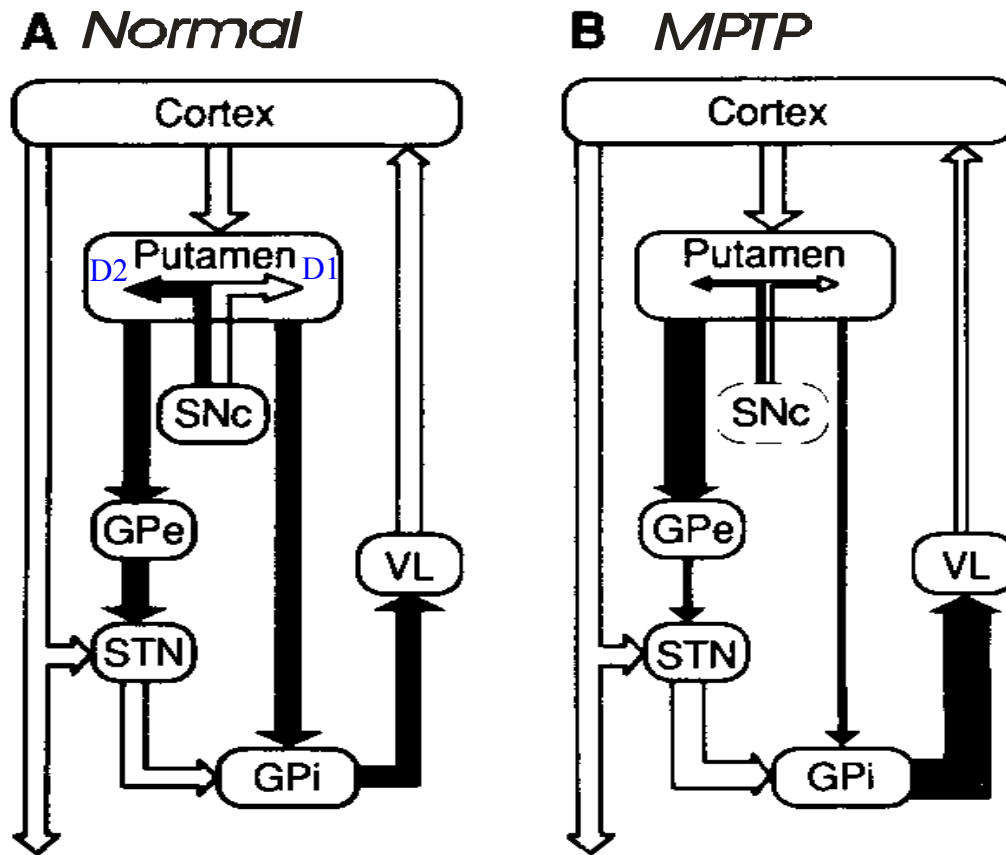 A Normal
Cortex
Putamen
D2 D1
SNc
GPe
VL
STN
GPi
B MPTP
Cortex
Putamen
SNc
GPe
VL
STN
GPi